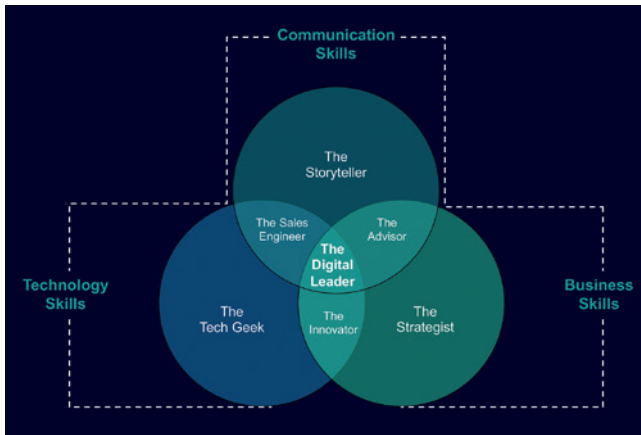 Communication
Skills
The
Storyteller
The Sales
Engineer
The
Advisor
The
Digital
Leader
Technology
Skills
The
Tech Geek
The
Innovator
The
Strategist
Business
Skills